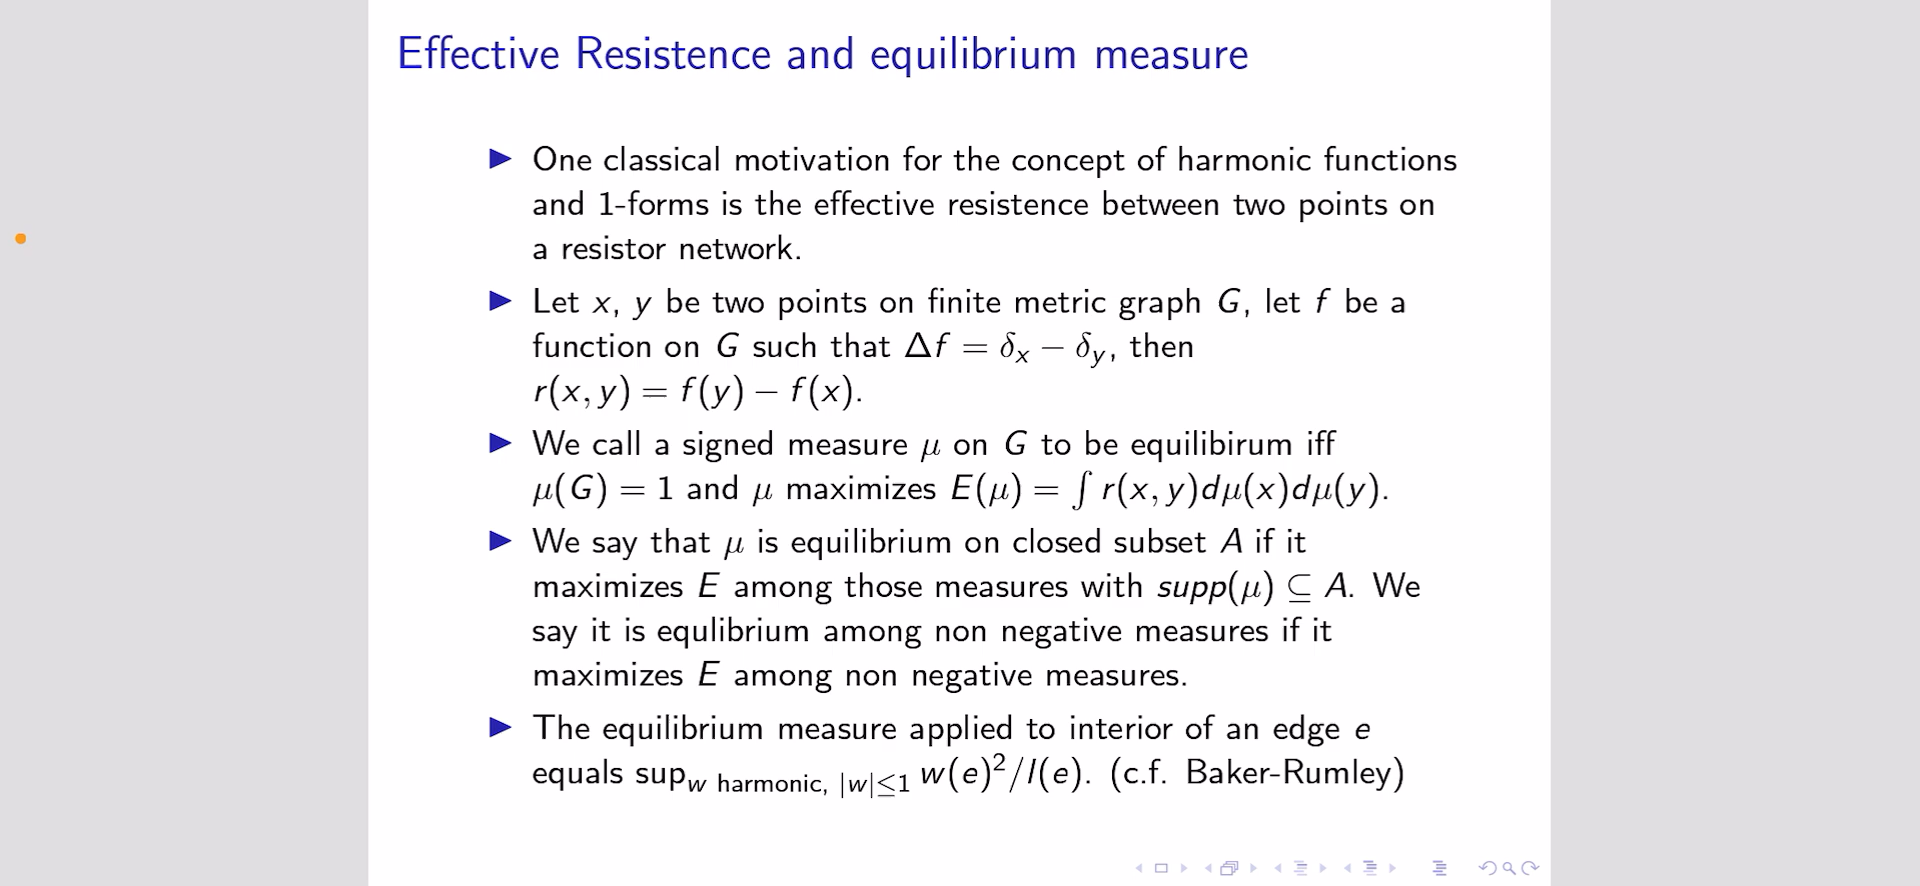 Effective Resistence and equilibrium measure
▶ One classical motivation for the concept of harmonic functions
and 1-forms is the effective resistence between two points on
a resistor network.
▶ Let x, y be two points on finite metric graph G, let f be a
function on G such that Δf = δ_x − δ_y, then
r(x, y) = f(y) − f(x).
▶ We call a signed measure μ on G to be equilibirum iff
μ(G) = 1 and μ maximizes E(μ) = ∫ r(x, y)dμ(x)dμ(y).
▶ We say that μ is equilibrium on closed subset A if it
maximizes E among those measures with supp(μ) ⊆ A. We
say it is equlibrium among non negative measures if it
maximizes E among non negative measures.
▶ The equilibrium measure applied to interior of an edge e
equals sup_{w harmonic, |w|≤1} w(e)²/l(e). (c.f. Baker-Rumley)